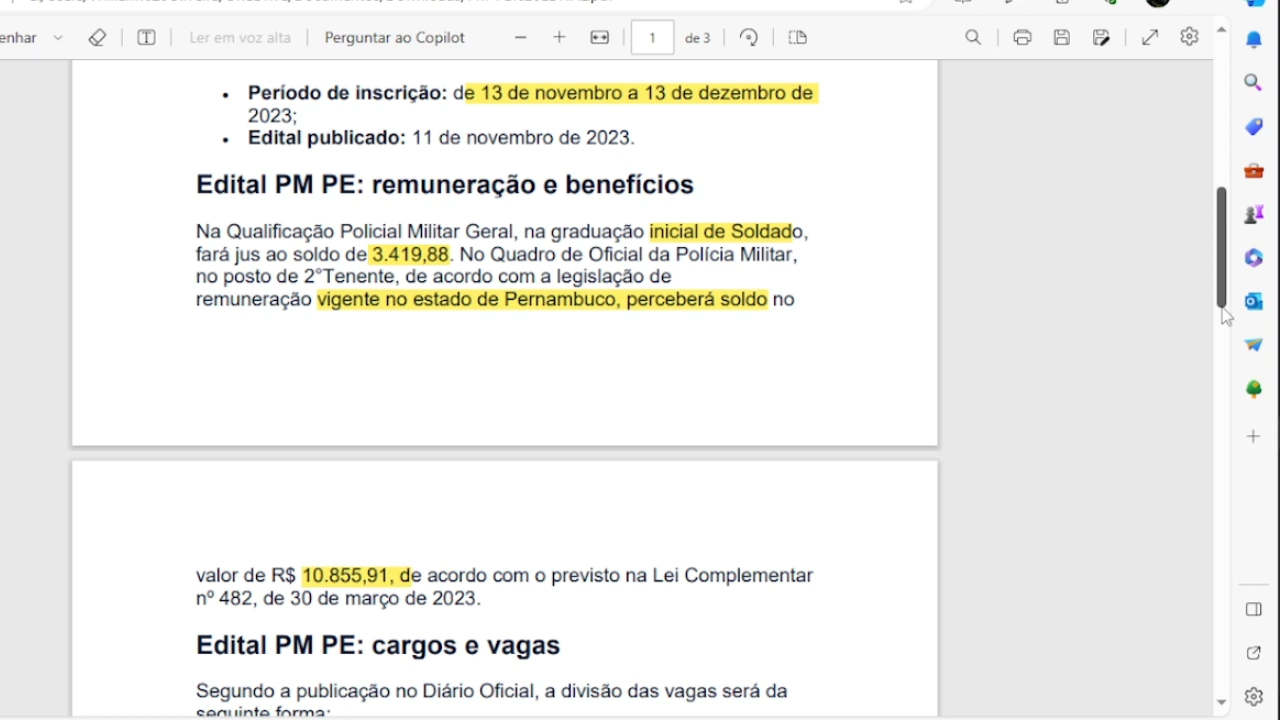 enhar
Ler em voz alta
Perguntar ao Copilot
1
de 3
• Período de inscrição: de 13 de novembro a 13 de dezembro de
2023;
• Edital publicado: 11 de novembro de 2023.
Edital PM PE: remuneração e benefícios
Na Qualificação Policial Militar Geral, na graduação inicial de Soldado,
fará jus ao soldo de 3.419,88. No Quadro de Oficial da Polícia Militar,
no posto de 2°Tenente, de acordo com a legislação de
remuneração vigente no estado de Pernambuco, perceberá soldo no
valor de R$ 10.855,91, de acordo com o previsto na Lei Complementar
nº 482, de 30 de março de 2023.
Edital PM PE: cargos e vagas
Segundo a publicação no Diário Oficial, a divisão das vagas será da
seguinte forma: